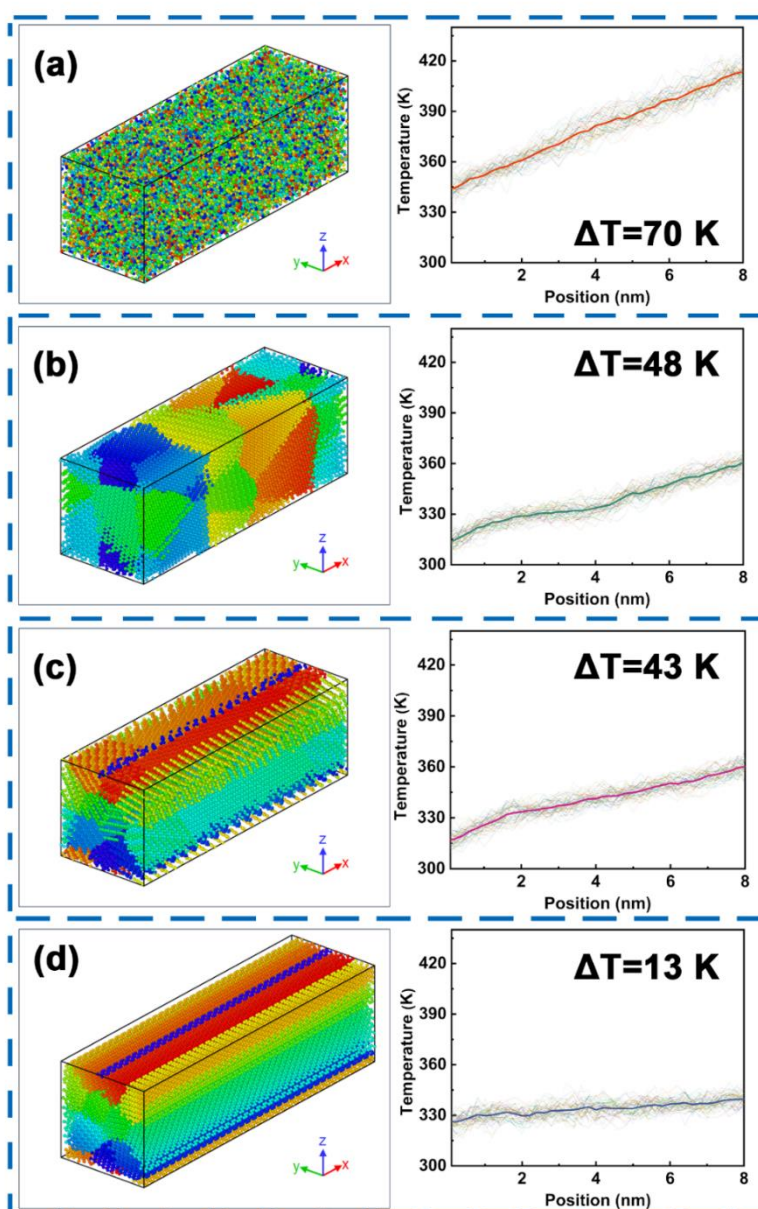 (a)
z
y
x
Temperature (K)
420
390
360
330
300
ΔT=70 K
2
4
6
8
Position (nm)
(b)
z
y
x
Temperature (K)
420
390
360
330
300
ΔT=48 K
2
4
6
8
Position (nm)
(c)
z
y
x
Temperature (K)
420
390
360
330
300
ΔT=43 K
2
4
6
8
Position (nm)
(d)
z
y
x
Temperature (K)
420
390
360
330
300
ΔT=13 K
2
4
6
8
Position (nm)